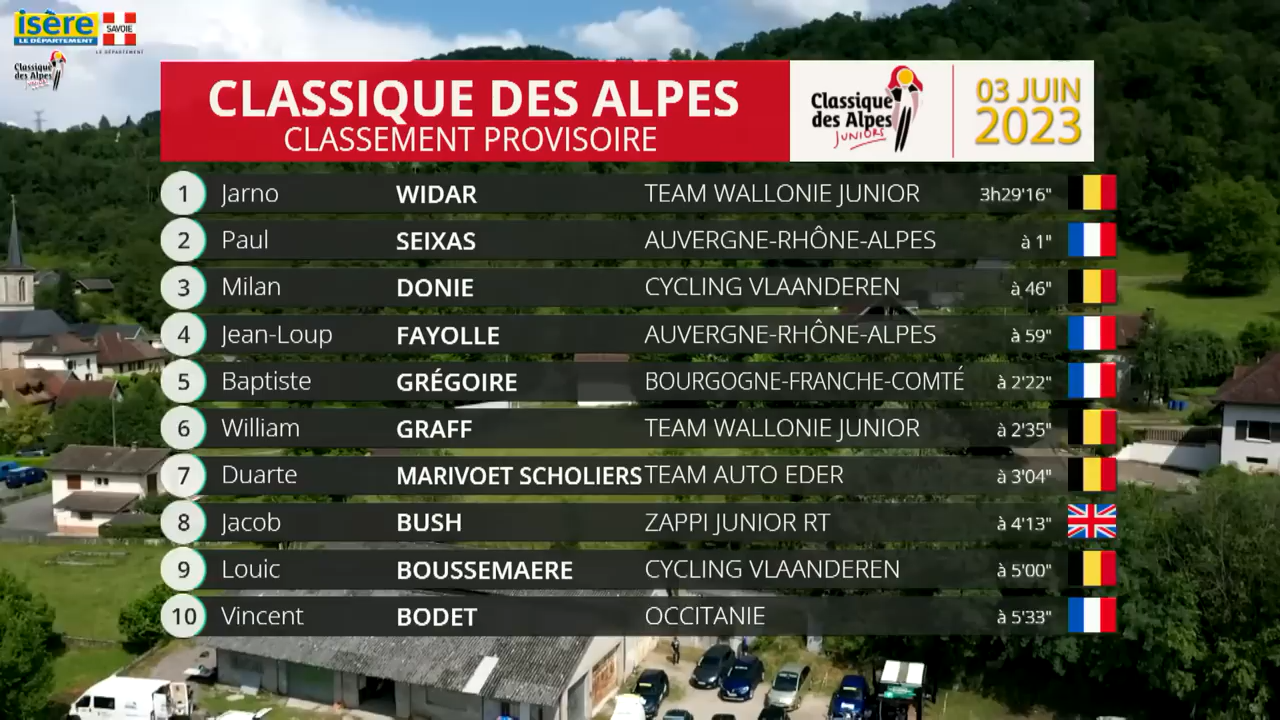 isère
LE DÉPARTEMENT
SAVOIE
LE DÉPARTEMENT
Classique
des Alpes
JUNIORS
CLASSIQUE DES ALPES
CLASSEMENT PROVISOIRE
Classique
des Alpes
JUNIORS
03 JUIN
2023
1 Jarno WIDAR TEAM WALLONIE JUNIOR 3h29'16"
2 Paul SEIXAS AUVERGNE-RHÔNE-ALPES à 1"
3 Milan DONIE CYCLING VLAANDEREN à 46"
4 Jean-Loup FAYOLLE AUVERGNE-RHÔNE-ALPES à 59"
5 Baptiste GRÉGOIRE BOURGOGNE-FRANCHE-COMTÉ à 2'22"
6 William GRAFF TEAM WALLONIE JUNIOR à 2'35"
7 Duarte MARIVOET SCHOLIERS TEAM AUTO EDER à 3'04"
8 Jacob BUSH ZAPPI JUNIOR RT à 4'13"
9 Louic BOUSSEMAERE CYCLING VLAANDEREN à 5'00"
10 Vincent BODET OCCITANIE à 5'33"